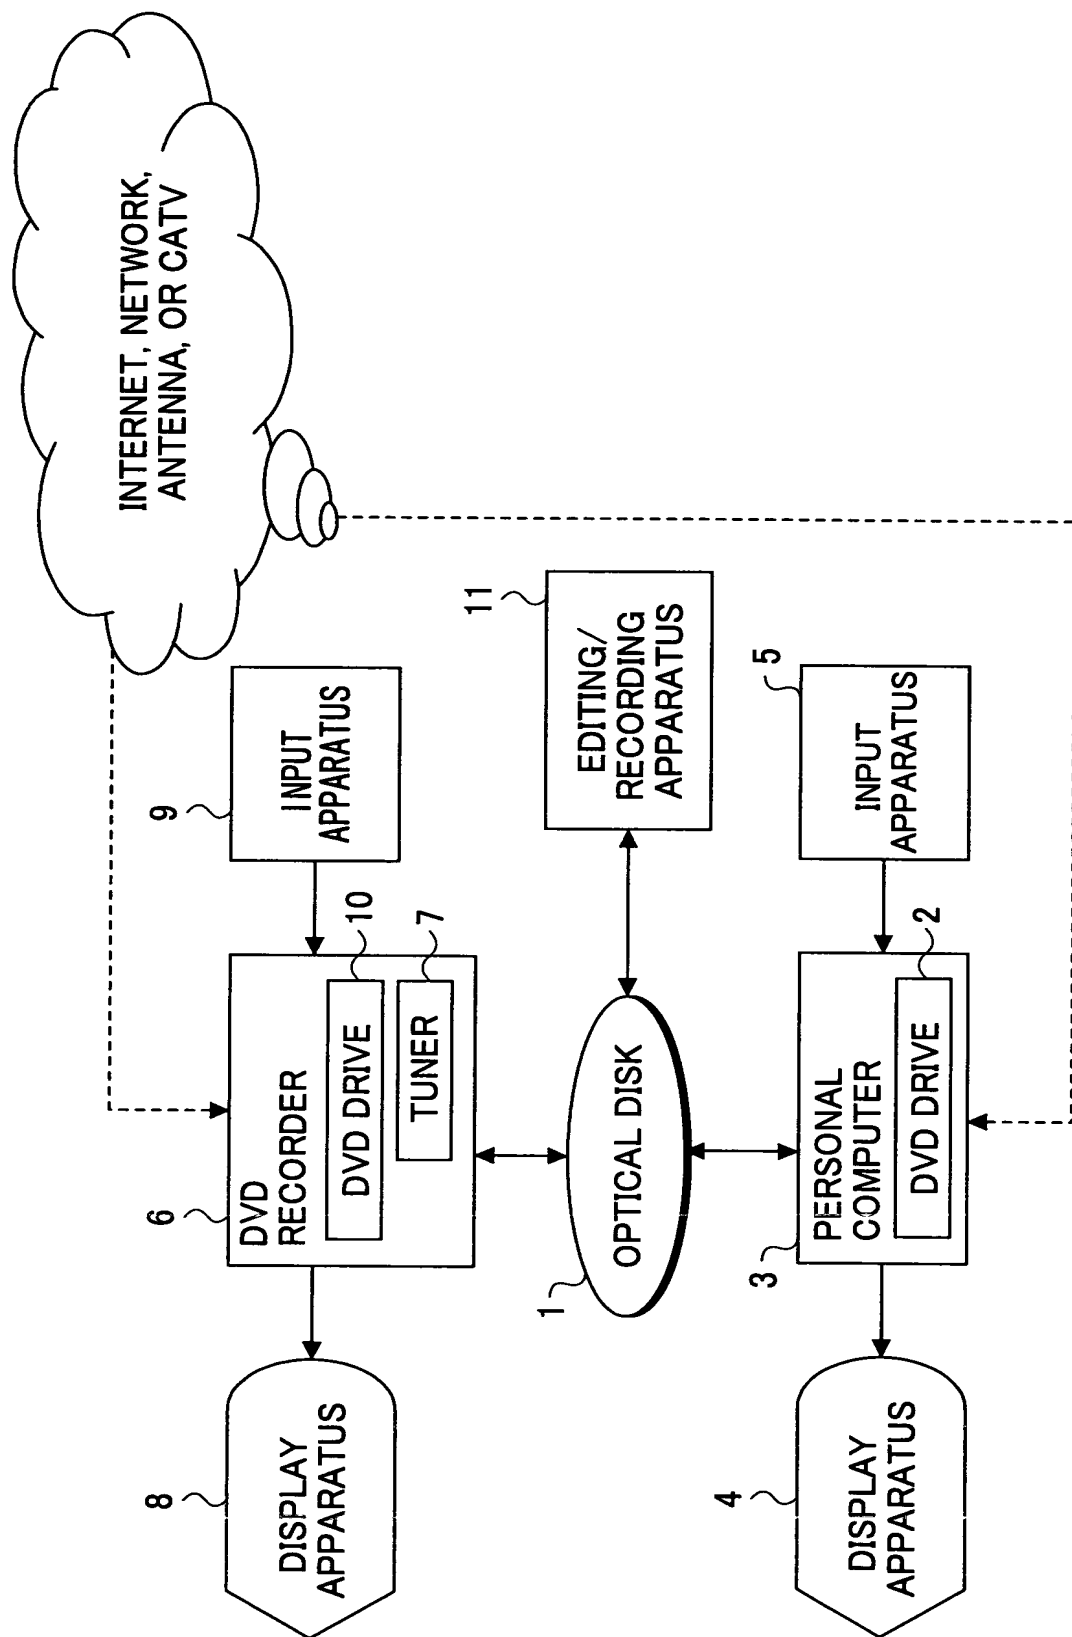 INTERNET, NETWORK,
ANTENNA, OR CATV
8
DISPLAY
APPARATUS
6
DVD
RECORDER
DVD DRIVE
10
TUNER
7
9
INPUT
APPARATUS
1
OPTICAL DISK
11
EDITING/
RECORDING
APPARATUS
4
DISPLAY
APPARATUS
3
PERSONAL
COMPUTER
DVD DRIVE
2
5
INPUT
APPARATUS